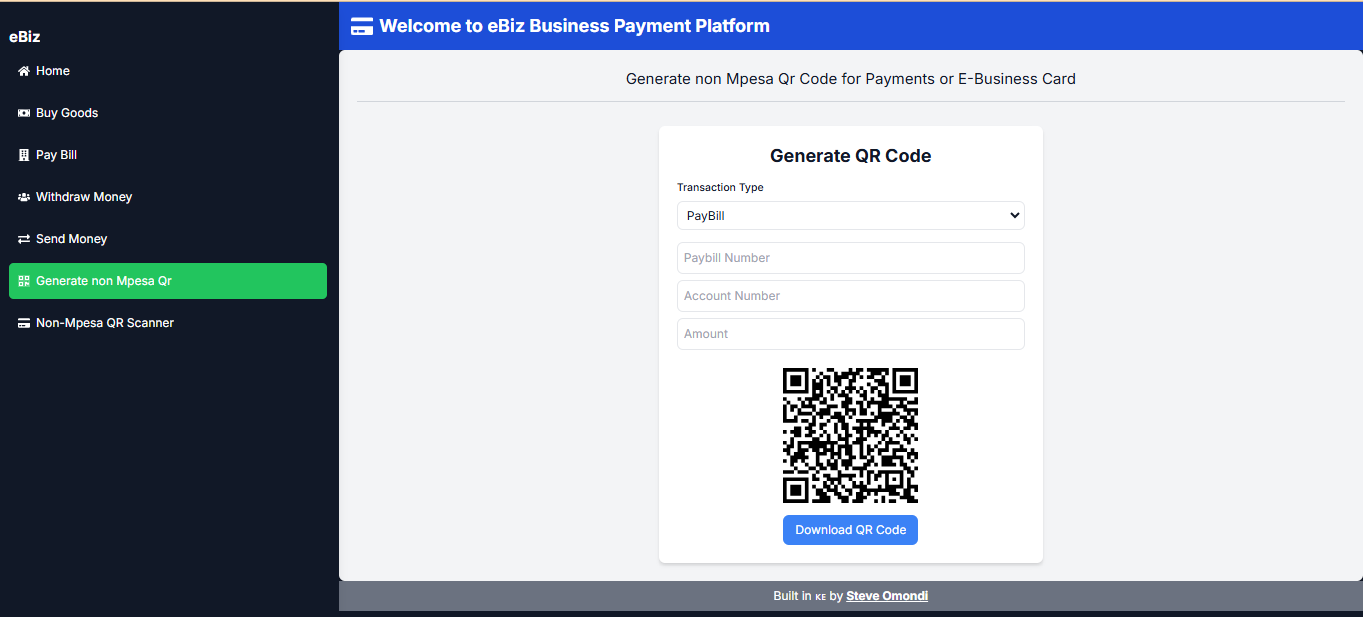 eBiz
Home
Buy Goods
Pay Bill
Withdraw Money
Send Money
Generate non Mpesa Qr
Non-Mpesa QR Scanner
Welcome to eBiz Business Payment Platform
Generate non Mpesa Qr Code for Payments or E-Business Card
Generate QR Code
Transaction Type
PayBill
Paybill Number
Account Number
Amount
Download QR Code
Built in KE by Steve Omondi